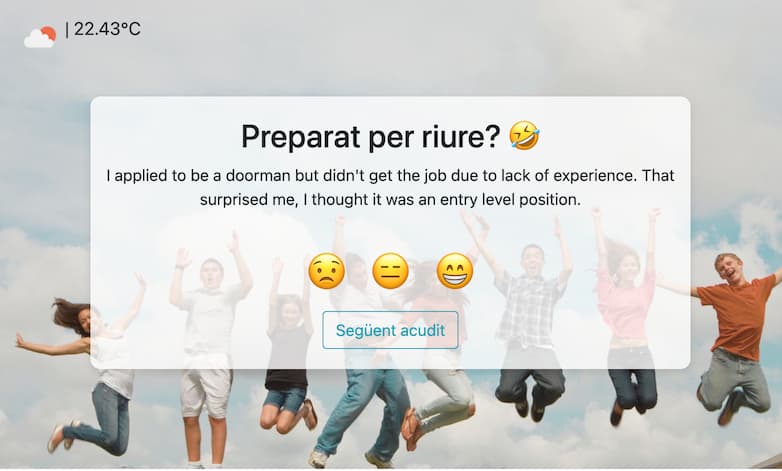 | 22.43°C
Preparat per riure? 🤣
I applied to be a doorman but didn't get the job due to lack of experience. That
surprised me, I thought it was an entry level position.
Següent acudit